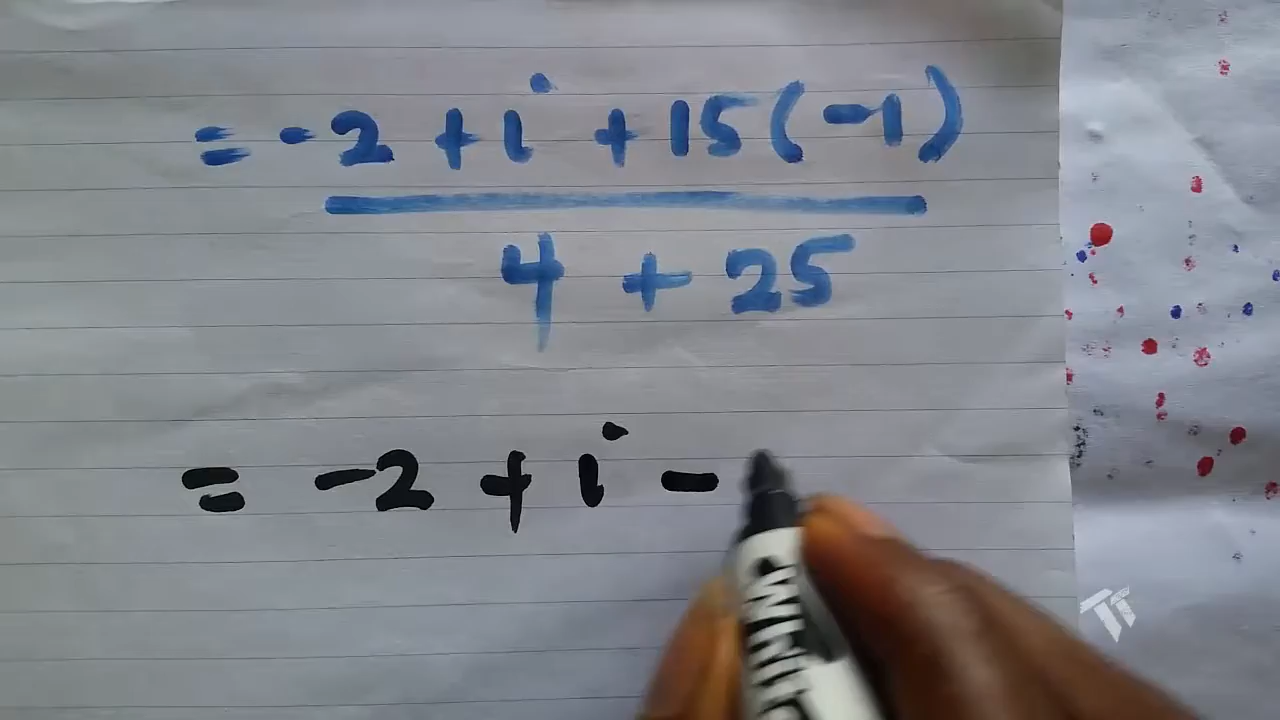 = -2 + i + 15(-1)
4 + 25
= -2 + i -